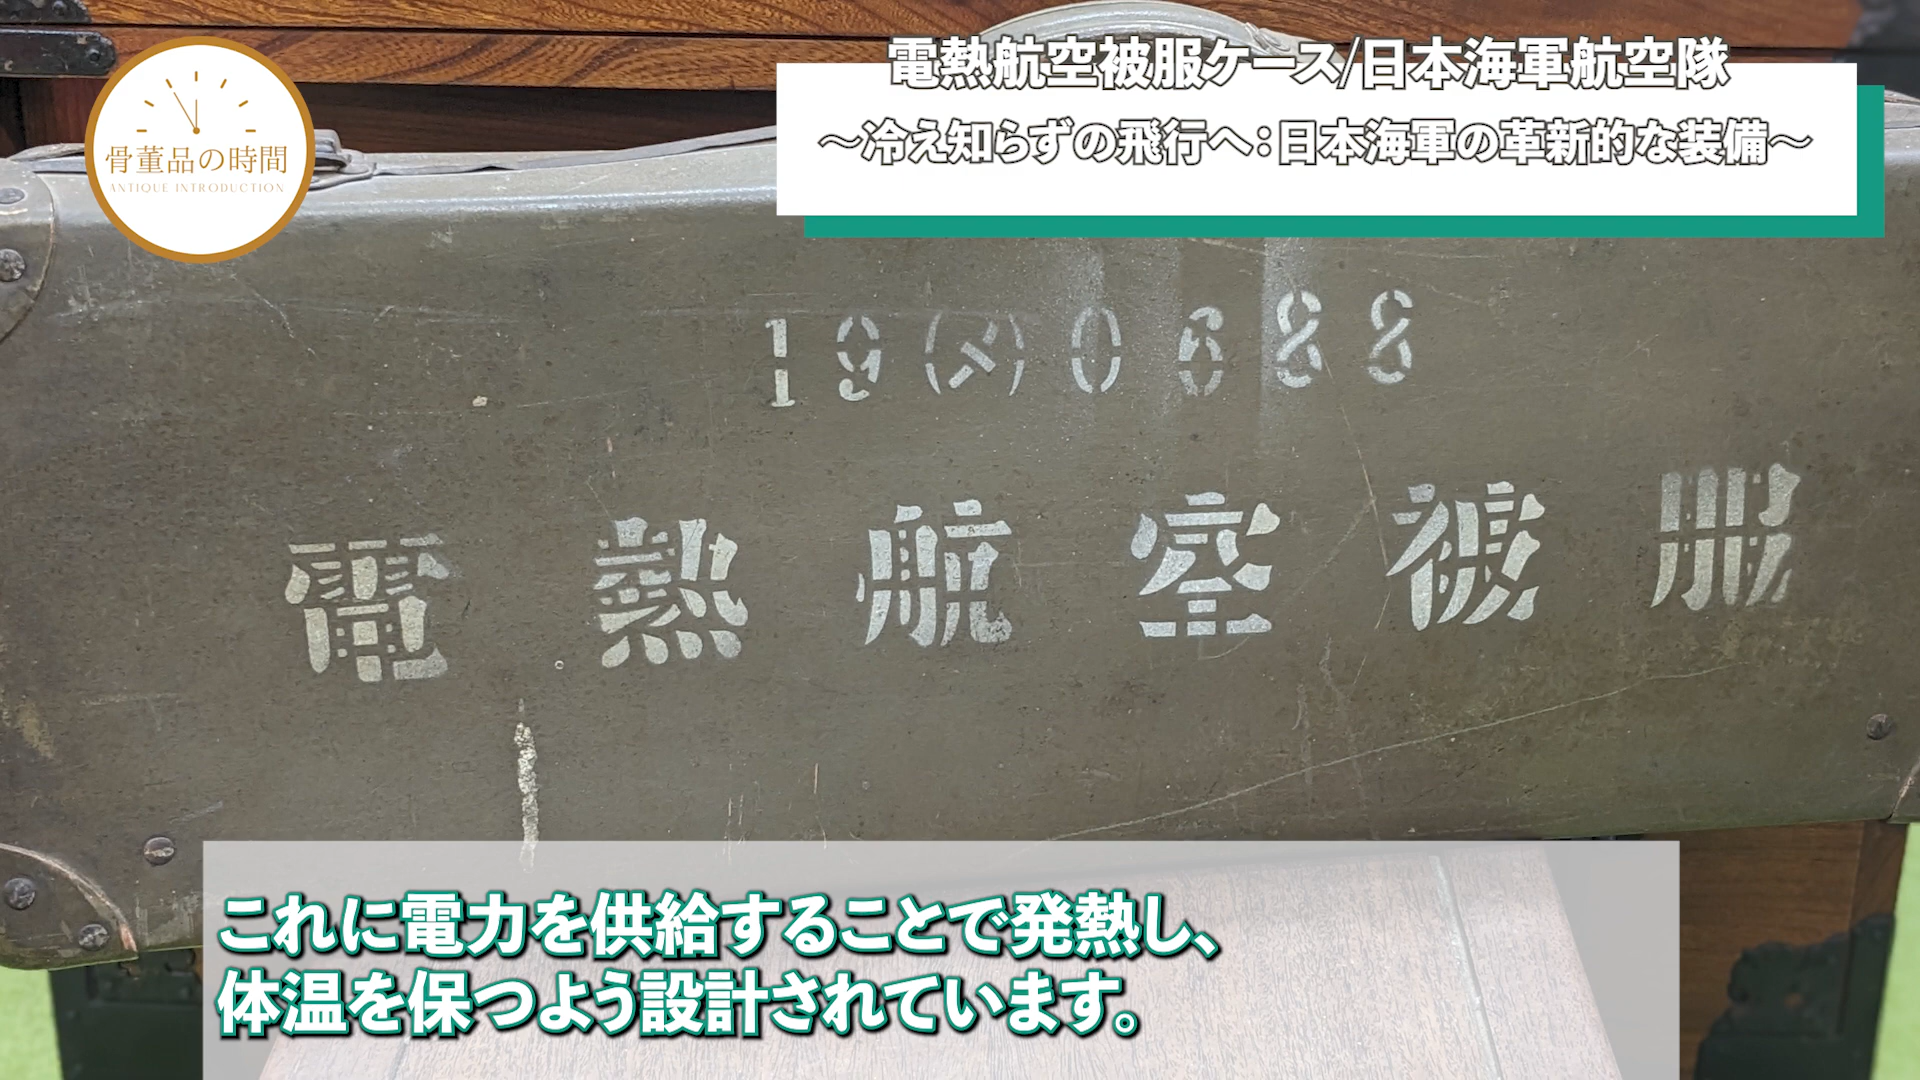 骨董品の時間
ANTIQUE INTRODUCTION
電熱航空被服ケース/日本海軍航空隊
～冷え知らずの飛行へ：日本海軍の革新的な装備～
19(メ)0688
電熱航空被服
これに電力を供給することで発熱し、
体温を保つよう設計されています。